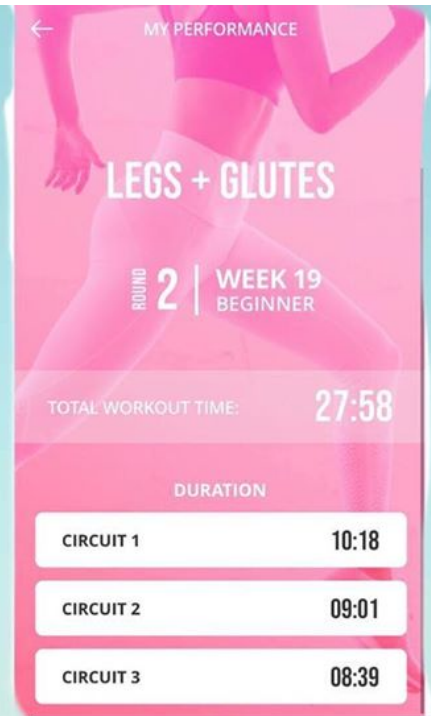 MY PERFORMANCE
LEGS + GLUTES
ROUND 2 | WEEK 19
BEGINNER
TOTAL WORKOUT TIME: 27:58
DURATION
CIRCUIT 1 10:18
CIRCUIT 2 09:01
CIRCUIT 3 08:39